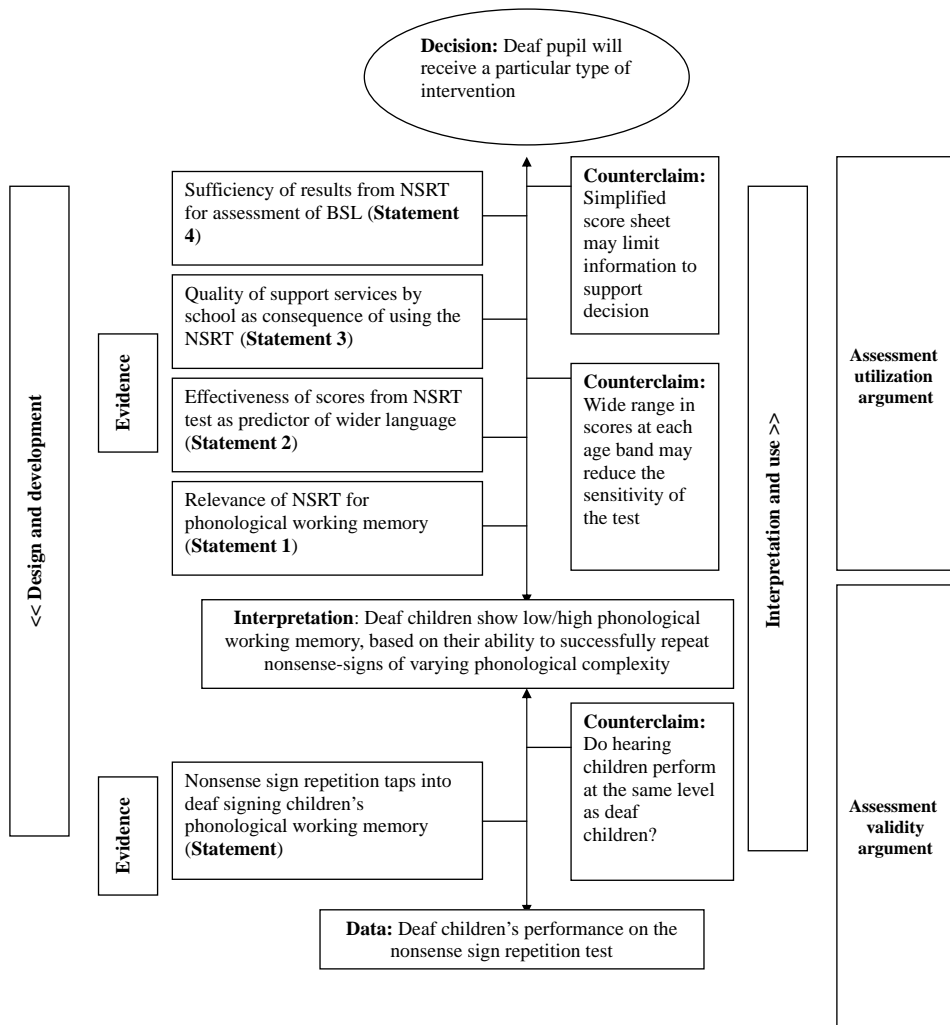 Decision: Deaf pupil will
receive a particular type of
intervention
Sufficiency of results from NSRT
for assessment of BSL (Statement
4)
Counterclaim:
Simplified
score sheet
may limit
information to
support
decision
Quality of support services by
school as consequence of using the
NSRT (Statement 3)
Evidence
Effectiveness of scores from NSRT
test as predictor of wider language
(Statement 2)
Counterclaim:
Wide range in
scores at each
age band may
reduce the
sensitivity of
the test
Relevance of NSRT for
phonological working memory
(Statement 1)
<< Design and development
Interpretation and use >>
Assessment
utilization
argument
Interpretation: Deaf children show low/high phonological
working memory, based on their ability to successfully repeat
nonsense-signs of varying phonological complexity
Counterclaim:
Do hearing
children perform
at the same level
as deaf
children?
Evidence
Nonsense sign repetition taps into
deaf signing children’s
phonological working memory
(Statement)
Assessment
validity
argument
Data: Deaf children’s performance on the
nonsense sign repetition test